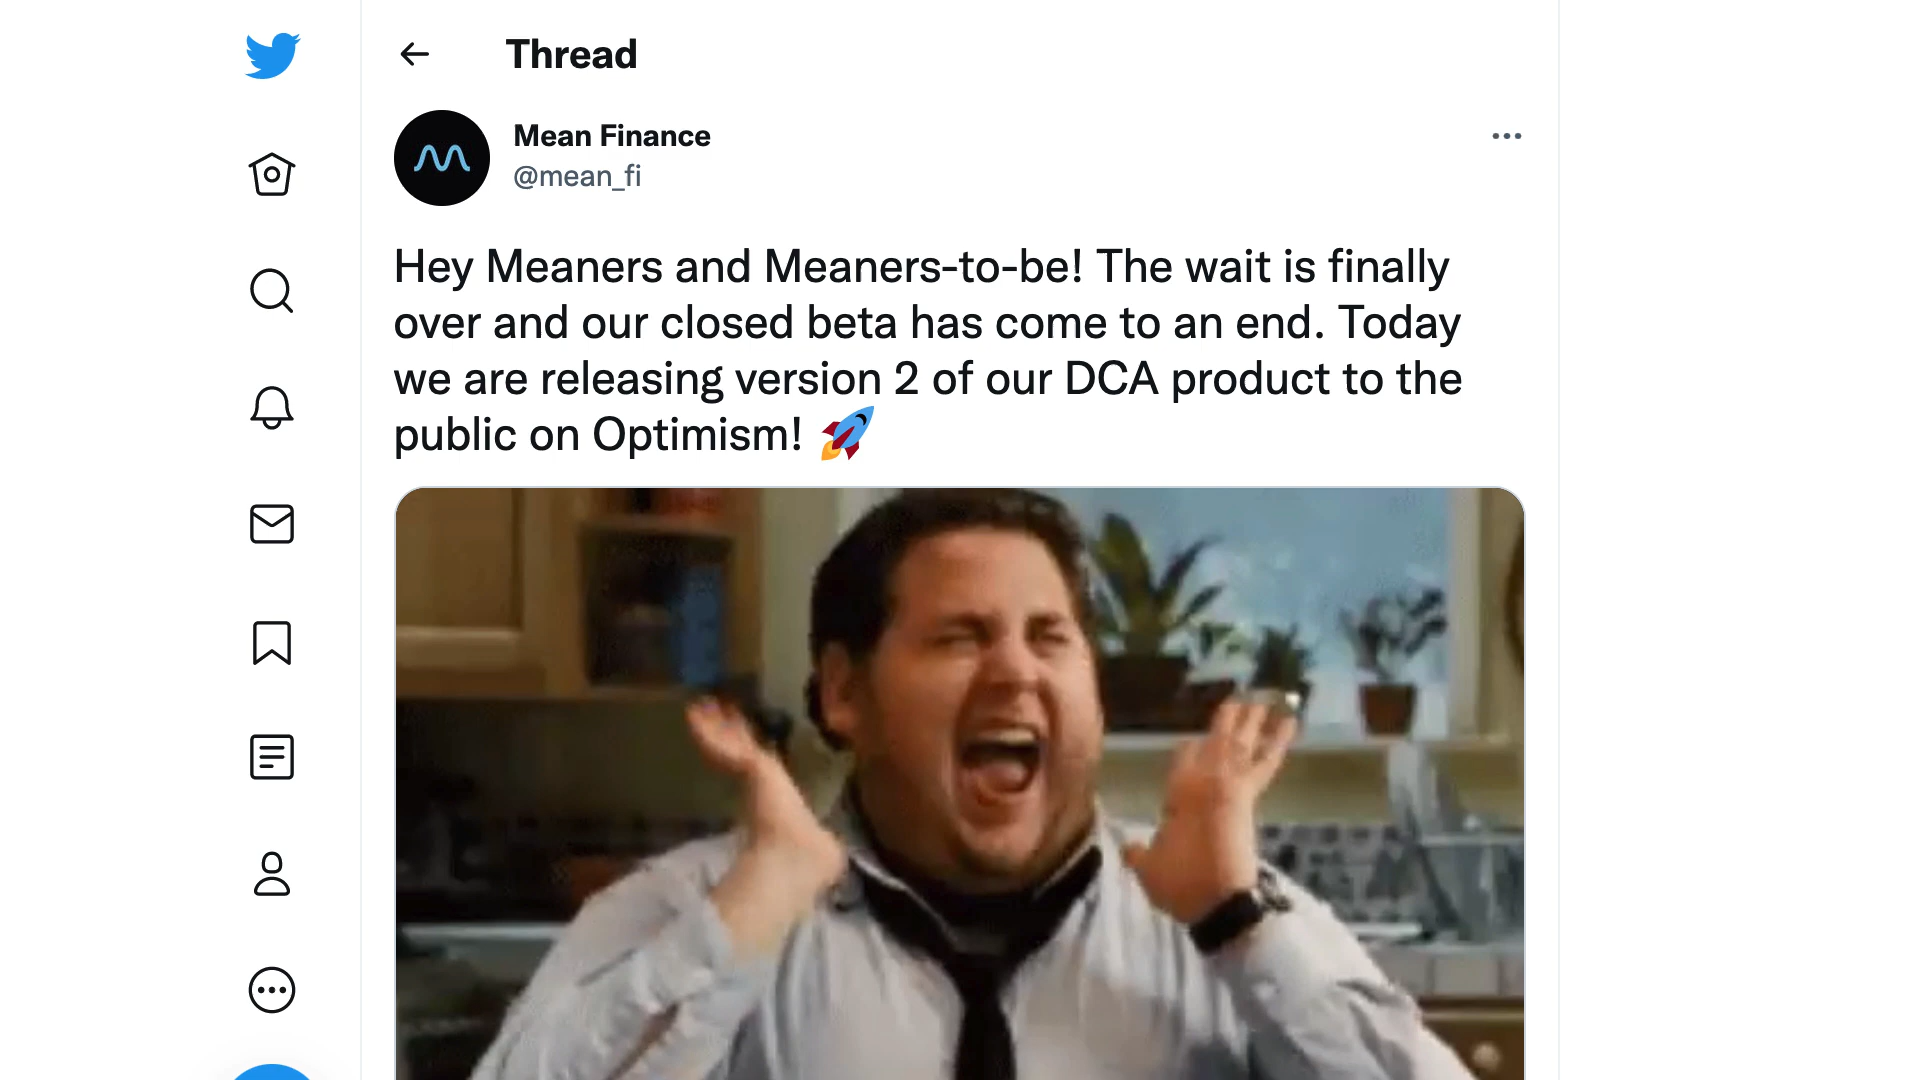 Thread
Mean Finance
@mean_fi
Hey Meaners and Meaners-to-be! The wait is finally
over and our closed beta has come to an end. Today
we are releasing version 2 of our DCA product to the
public on Optimism! 🚀